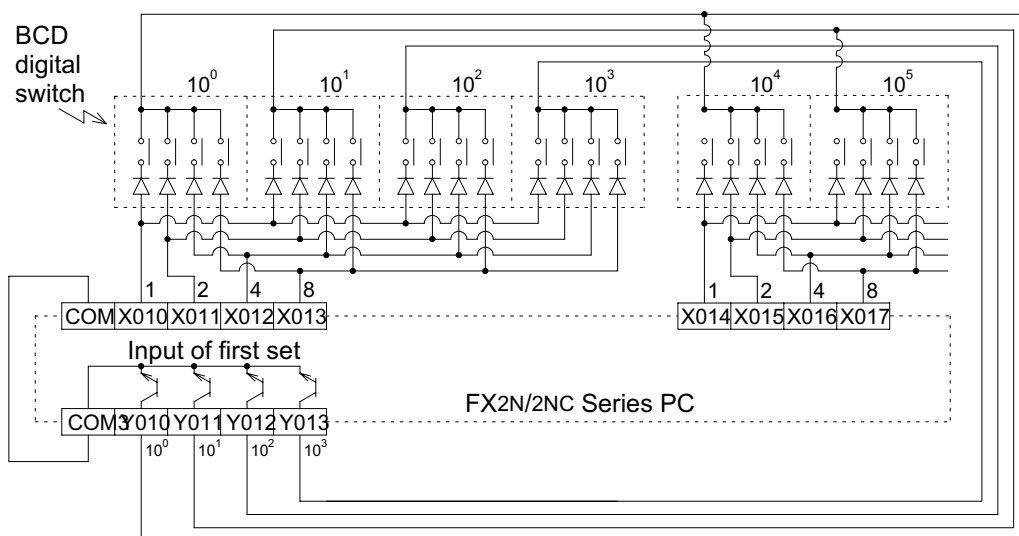 BCD
digital
switch
10⁰ 10¹ 10² 10³ 10⁴ 10⁵
1 2 4 8 1 2 4 8
COM X010 X011 X012 X013 X014 X015 X016 X017
Input of first set
FX2N/2NC Series PC
COM3 Y010 Y011 Y012 Y013
10⁰ 10¹ 10² 10³